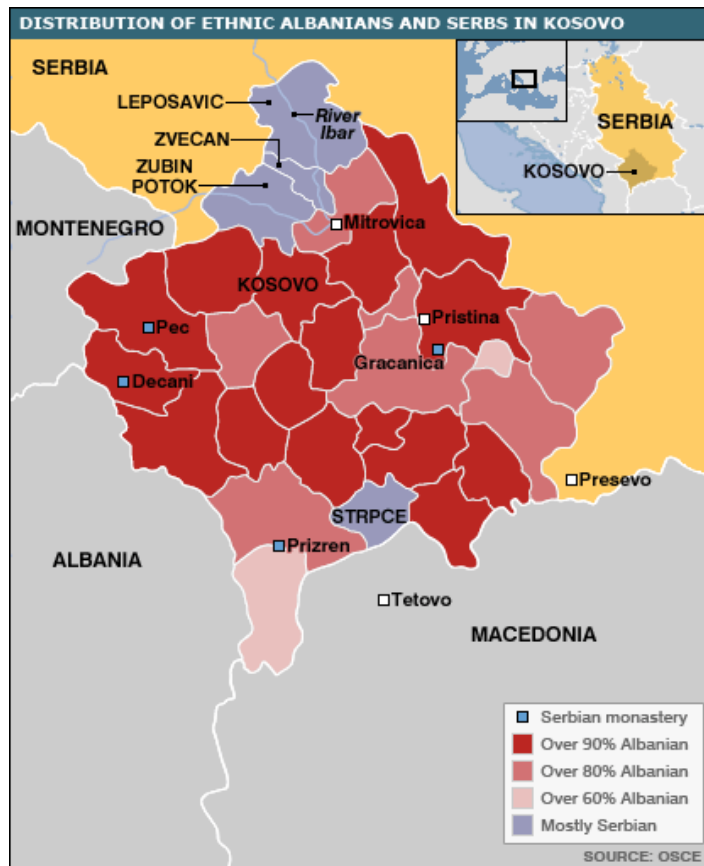 DISTRIBUTION OF ETHNIC ALBANIANS AND SERBS IN KOSOVO
SERBIA
LEPOSAVIC
River
Ibar
ZVECAN
ZUBIN
POTOK
SERBIA
KOSOVO
MONTENEGRO
Mitrovica
KOSOVO
Pec
Pristina
Gracanica
Decani
Presevo
STRPCE
Prizren
ALBANIA
Tetovo
MACEDONIA
Serbian monastery
Over 90% Albanian
Over 80% Albanian
Over 60% Albanian
Mostly Serbian
SOURCE: OSCE